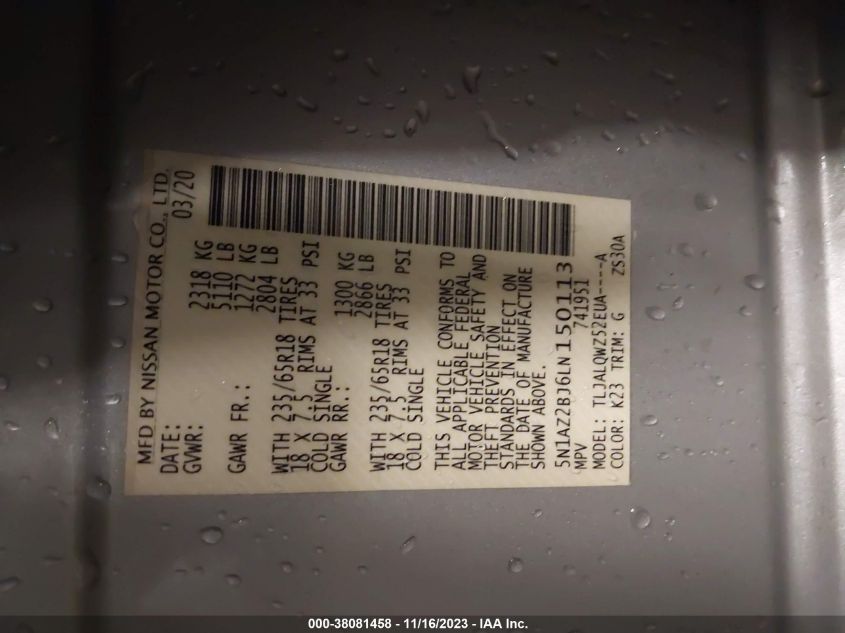 MFD BY NISSAN MOTOR CO., LTD.
DATE: 03/20
GVWR: 2318 KG
5110 LB
GAWR FR.: 1272 KG
2804 LB
WITH 235/65R18 TIRES
18 X 7.5 RIMS AT 33 PSI
COLD SINGLE
GAWR RR.: 1300 KG
2866 LB
WITH 235/65R18 TIRES
18 X 7.5 RIMS AT 33 PSI
COLD SINGLE
THIS VEHICLE CONFORMS TO
ALL APPLICABLE FEDERAL
MOTOR VEHICLE SAFETY AND
THEFT PREVENTION
STANDARDS IN EFFECT ON
THE DATE OF MANUFACTURE
SHOWN ABOVE.
5N1AZ2BJ6LN150113
MPV 741951
MODEL: TLJALQWZ52EUA----A
COLOR: K23 TRIM: G ZS30A
000-38081458 - 11/16/2023 - IAA Inc.